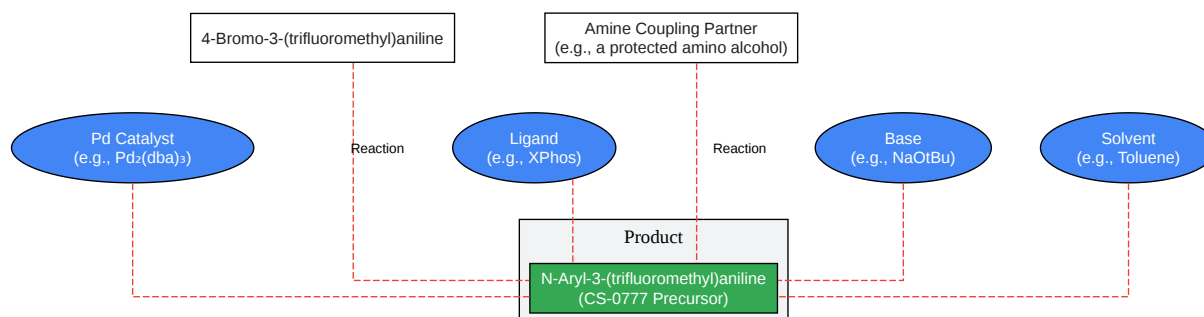 4-Bromo-3-(trifluoromethyl)aniline
Amine Coupling Partner
(e.g., a protected amino alcohol)
Pd Catalyst
(e.g., Pd₂(dba)₃)
Reaction
Ligand
(e.g., XPhos)
Reaction
Base
(e.g., NaOtBu)
Solvent
(e.g., Toluene)
Product
N-Aryl-3-(trifluoromethyl)aniline
(CS-0777 Precursor)